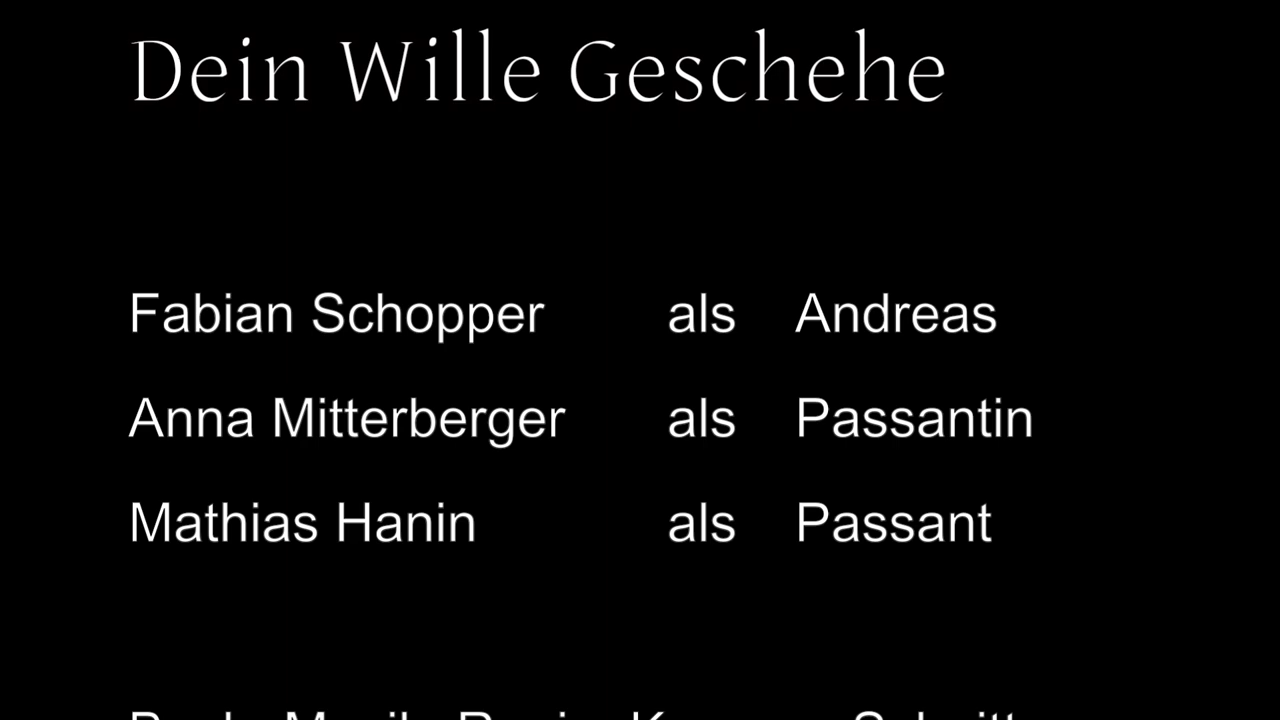 Dein Wille Geschehe
Fabian Schopper als Andreas
Anna Mitterberger als Passantin
Mathias Hanin als Passant